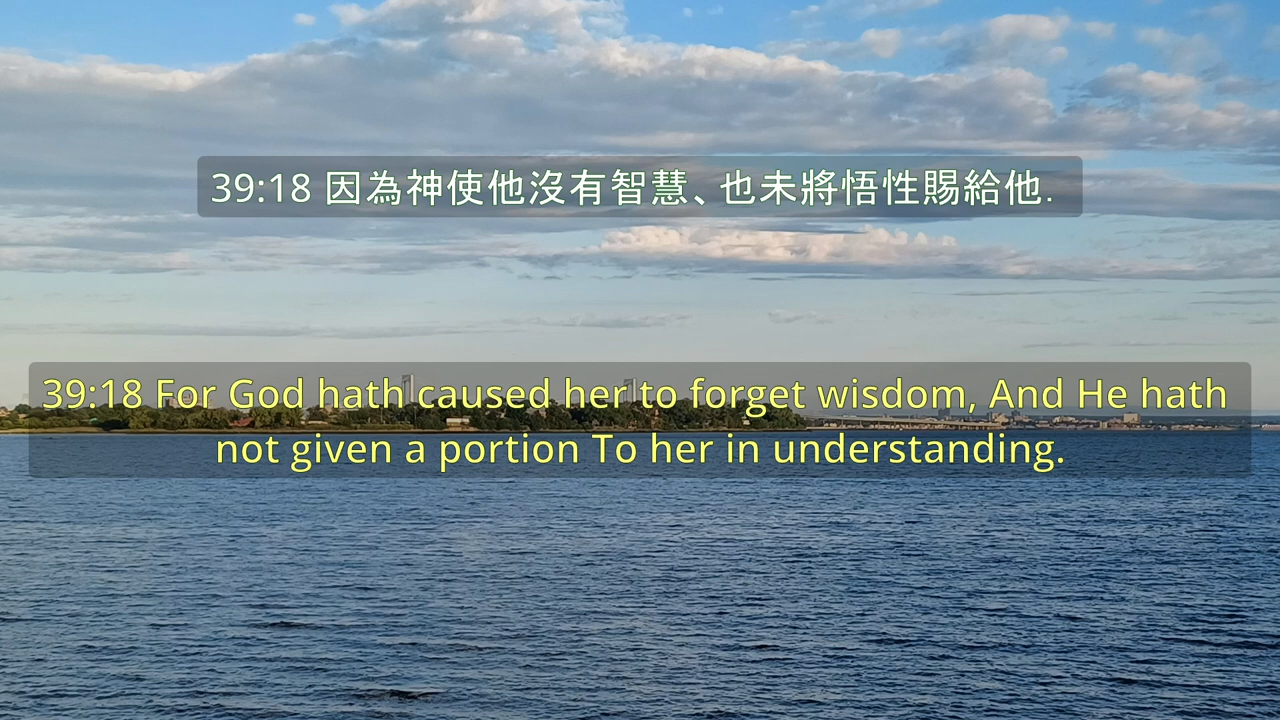 39:18 因為神使他沒有智慧、也未將悟性賜給他.
39:18 For God hath caused her to forget wisdom, And He hath
not given a portion To her in understanding.